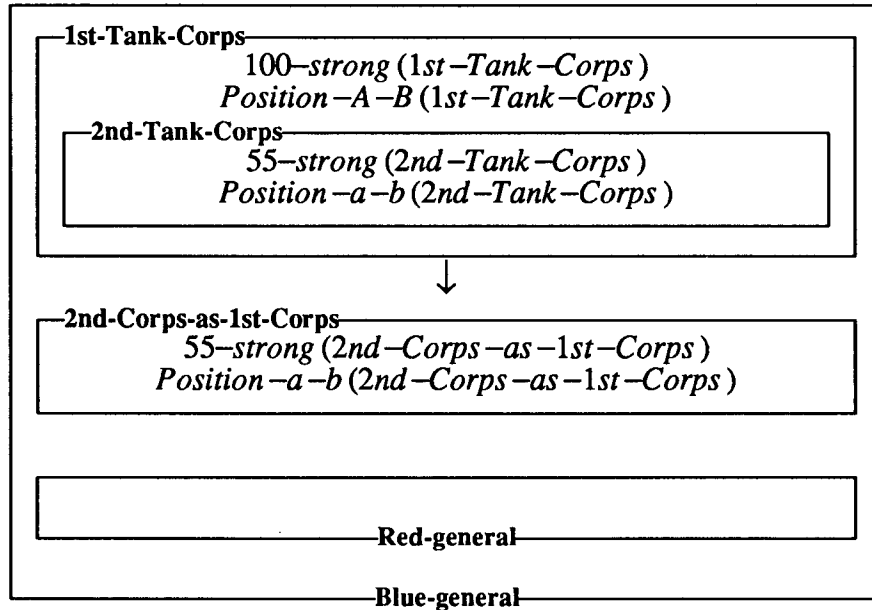 1st-Tank-Corps
100–strong (1st–Tank–Corps)
Position–A–B (1st–Tank–Corps)
2nd-Tank-Corps
55–strong (2nd–Tank–Corps)
Position–a–b (2nd–Tank–Corps)
↓
2nd-Corps-as-1st-Corps
55–strong (2nd–Corps–as–1st–Corps)
Position–a–b (2nd–Corps–as–1st–Corps)
Red-general
Blue-general